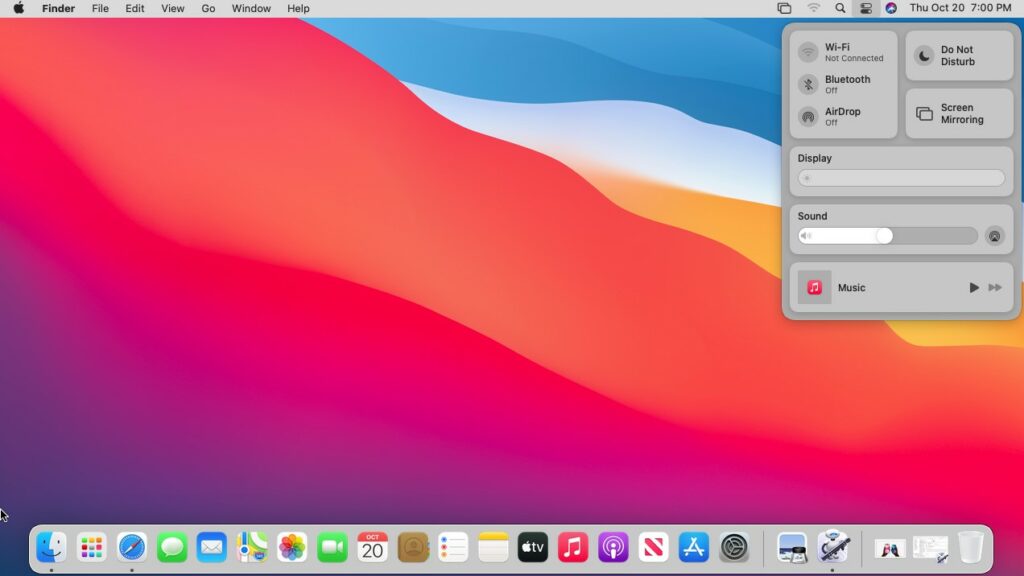 Finder File Edit View Go Window Help
Thu Oct 20 7:00 PM
Wi-Fi
Not Connected
Bluetooth
Off
AirDrop
Off
Do Not
Disturb
Screen
Mirroring
Display
Sound
Music
OCT
20
tv